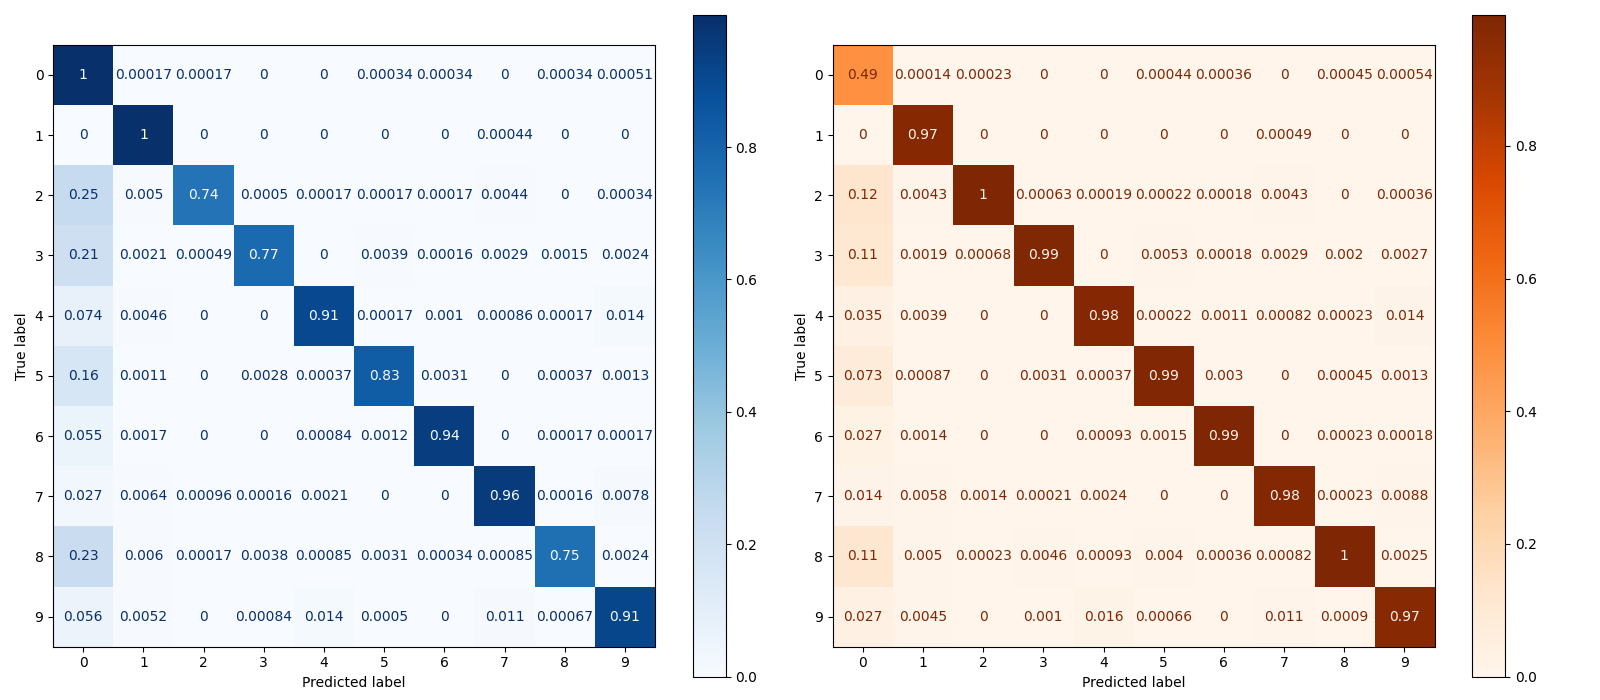 0 1 0.00017 0.00017 0 0 0.00034 0.00034 0 0.00034 0.00051
1 0 1 0 0 0 0 0 0.00044 0 0
2 0.25 0.005 0.74 0.0005 0.00017 0.00017 0.00017 0.0044 0 0.00034
3 0.21 0.0021 0.00049 0.77 0 0.0039 0.00016 0.0029 0.0015 0.0024
4 0.074 0.0046 0 0 0.91 0.00017 0.001 0.00086 0.00017 0.014
5 0.16 0.0011 0 0.0028 0.00037 0.83 0.0031 0 0.00037 0.0013
6 0.055 0.0017 0 0 0.00084 0.0012 0.94 0 0.00017 0.00017
7 0.027 0.0064 0.00096 0.00016 0.0021 0 0 0.96 0.00016 0.0078
8 0.23 0.006 0.00017 0.0038 0.00085 0.0031 0.00034 0.00085 0.75 0.0024
9 0.056 0.0052 0 0.00084 0.014 0.0005 0 0.011 0.00067 0.91
0 1 2 3 4 5 6 7 8 9
Predicted label
True label
0.8
0.6
0.4
0.2
0.0
0 0.49 0.00014 0.00023 0 0 0.00044 0.00036 0 0.00045 0.00054
1 0 0.97 0 0 0 0 0 0.00049 0 0
2 0.12 0.0043 1 0.00063 0.00019 0.00022 0.00018 0.0043 0 0.00036
3 0.11 0.0019 0.00068 0.99 0 0.0053 0.00018 0.0029 0.002 0.0027
4 0.035 0.0039 0 0 0.98 0.00022 0.0011 0.00082 0.00023 0.014
5 0.073 0.00087 0 0.0031 0.00037 0.99 0.003 0 0.00045 0.0013
6 0.027 0.0014 0 0 0.00093 0.0015 0.99 0 0.00023 0.00018
7 0.014 0.0058 0.0014 0.00021 0.0024 0 0 0.98 0.00023 0.0088
8 0.11 0.005 0.00023 0.0046 0.00093 0.004 0.00036 0.00082 1 0.0025
9 0.027 0.0045 0 0.001 0.016 0.00066 0 0.011 0.0009 0.97
0 1 2 3 4 5 6 7 8 9
Predicted label
True label
0.8
0.6
0.4
0.2
0.0